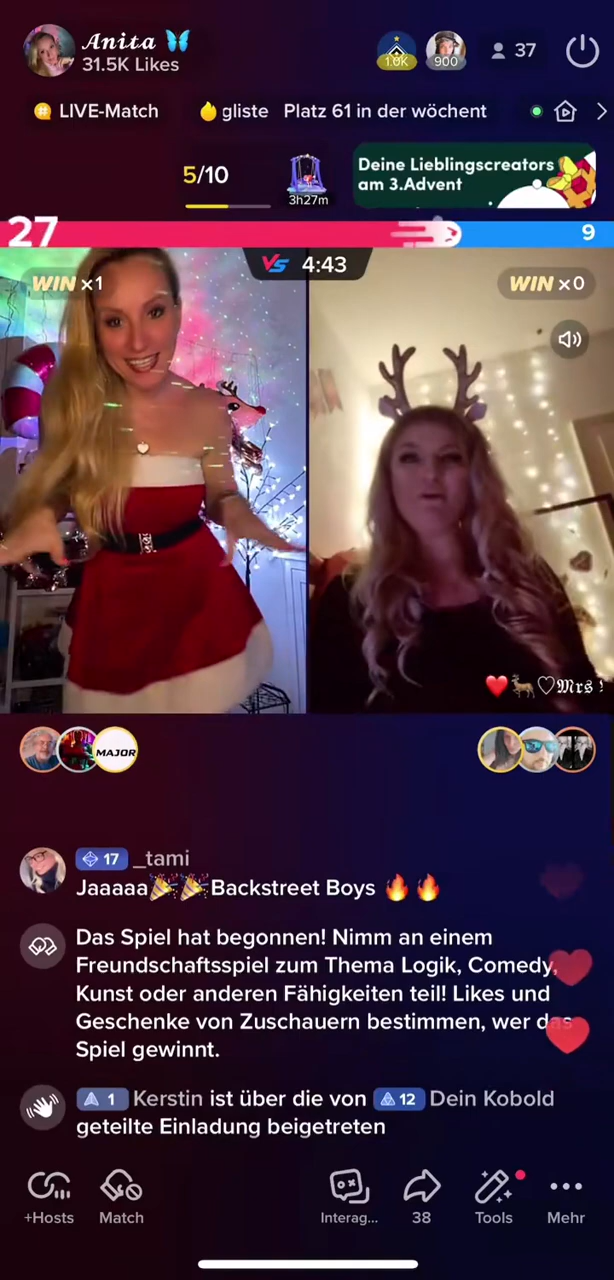 Anita 🦋
31.5K Likes
1.0K
900
37
LIVE-Match
gliste Platz 61 in der wöchent
5/10
3h27m
Deine Lieblingscreators
am 3.Advent
27
9
VS 4:43
WIN x1
WIN x0
❤️🐆♡𝔐𝔯𝔰
MAJOR
17 _tami
Jaaaaa🎉🎉Backstreet Boys 🔥🔥
Das Spiel hat begonnen! Nimm an einem
Freundschaftsspiel zum Thema Logik, Comedy,
Kunst oder anderen Fähigkeiten teil! Likes und
Geschenke von Zuschauern bestimmen, wer das
Spiel gewinnt.
1 Kerstin ist über die von 12 Dein Kobold
geteilte Einladung beigetreten
+Hosts
Match
Interag...
38
Tools
Mehr